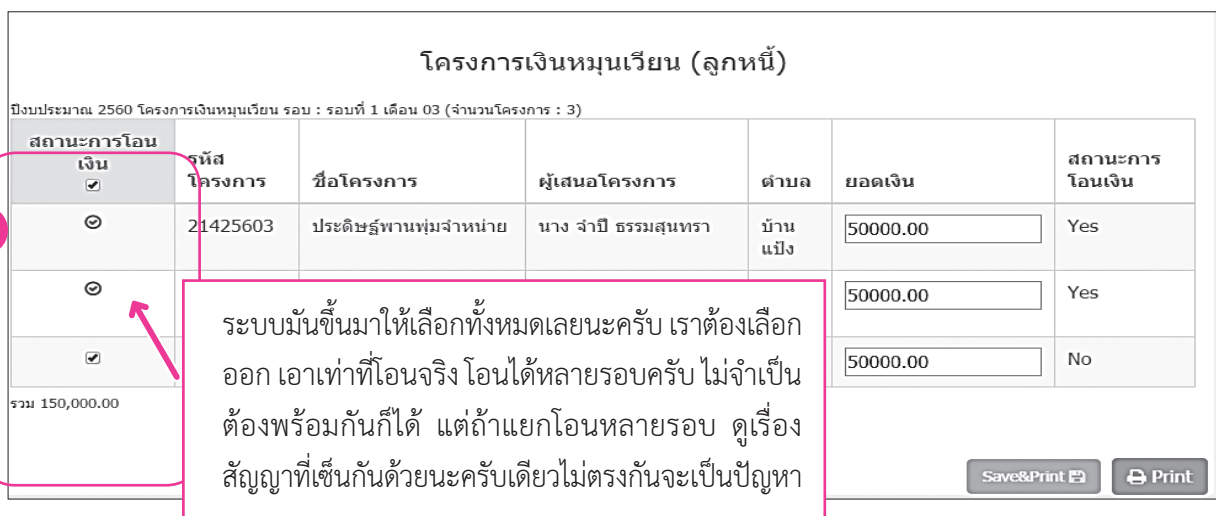 โครงการเงินหมุนเวียน (ลูกหนี้)
ปีงบประมาณ 2560 โครงการเงินหมุนเวียน รอบ : รอบที่ 1 เดือน 03 (จำนวนโครงการ : 3)
สถานะการโอน
เงิน
รหัส
โครงการ
ชื่อโครงการ
ผู้เสนอโครงการ
ตำบล
ยอดเงิน
สถานะการ
โอนเงิน
21425603
ประดิษฐ์พานพุ่มจำหน่าย
นาง จำปี ธรรมสุนทรา
บ้าน
แป้ง
50000.00
Yes
50000.00
Yes
50000.00
No
รวม 150,000.00
ระบบมันขึ้นมาให้เลือกทั้งหมดเลยนะครับ เราต้องเลือก
ออก เอาเท่าที่โอนจริง โอนได้หลายรอบครับ ไม่จำเป็น
ต้องพร้อมกันก็ได้ แต่ถ้าแยกโอนหลายรอบ ดูเรื่อง
สัญญาที่เซ็นกันด้วยนะครับเดียวไม่ตรงกันจะเป็นปัญหา
Save&Print
Print